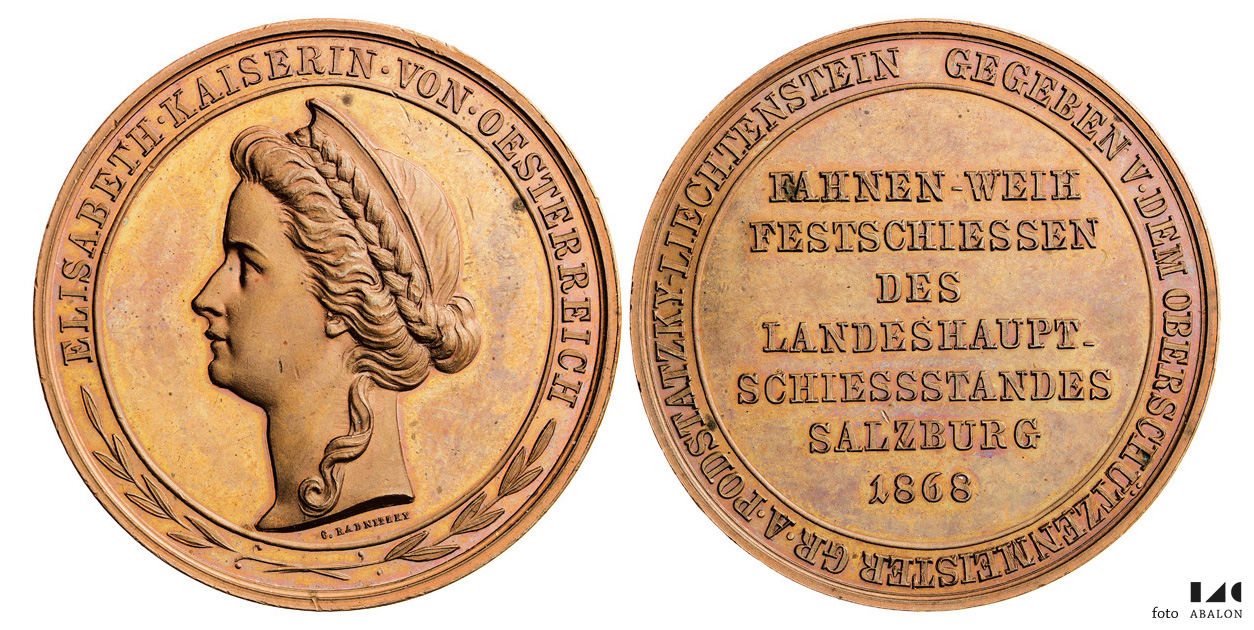 ELISABETH·KAISERIN·VON·OESTERREICH
C. RADNITZKY
GEGEBEN V·DEM OBERSCHÜTZENMEISTER GR·A·PODSTATZKY-LIECHTENSTEIN
FAHNEN-WEIH
FESTSCHIESSEN
DES
LANDESHAUPT-
SCHIESSSTANDES
SALZBURG
1868
foto ABALON